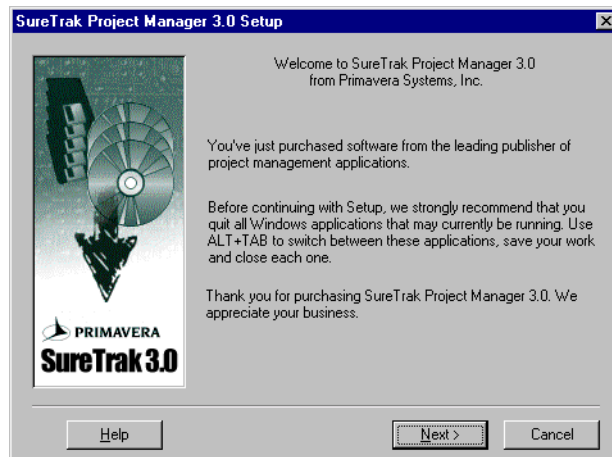 SureTrak Project Manager 3.0 Setup
Welcome to SureTrak Project Manager 3.0
from Primavera Systems, Inc.
You've just purchased software from the leading publisher of
project management applications.
Before continuing with Setup, we strongly recommend that you
quit all Windows applications that may currently be running. Use
ALT+TAB to switch between these applications, save your work
and close each one.
Thank you for purchasing SureTrak Project Manager 3.0. We
appreciate your business.
PRIMAVERA
SureTrak 3.0
Help
Next >
Cancel